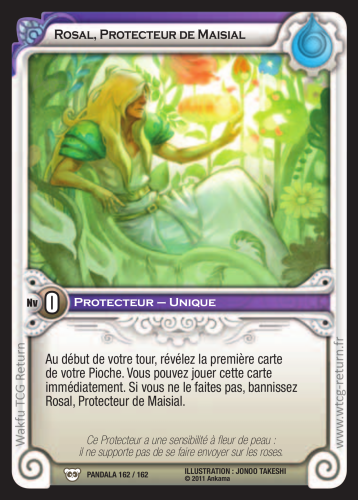 Rosal, Protecteur de Maisial
Nv 0
Protecteur – Unique
Au début de votre tour, révélez la première carte
de votre Pioche. Vous pouvez jouer cette carte
immédiatement. Si vous ne le faites pas, bannissez
Rosal, Protecteur de Maisial.
Ce Protecteur a une sensibilité à fleur de peau :
il ne supporte pas de se faire envoyer sur les roses.
PANDALA 162 / 162
ILLUSTRATION : JONOO TAKESHI
© 2011 Ankama
Wakfu TCG Return
www.wtcg-return.fr